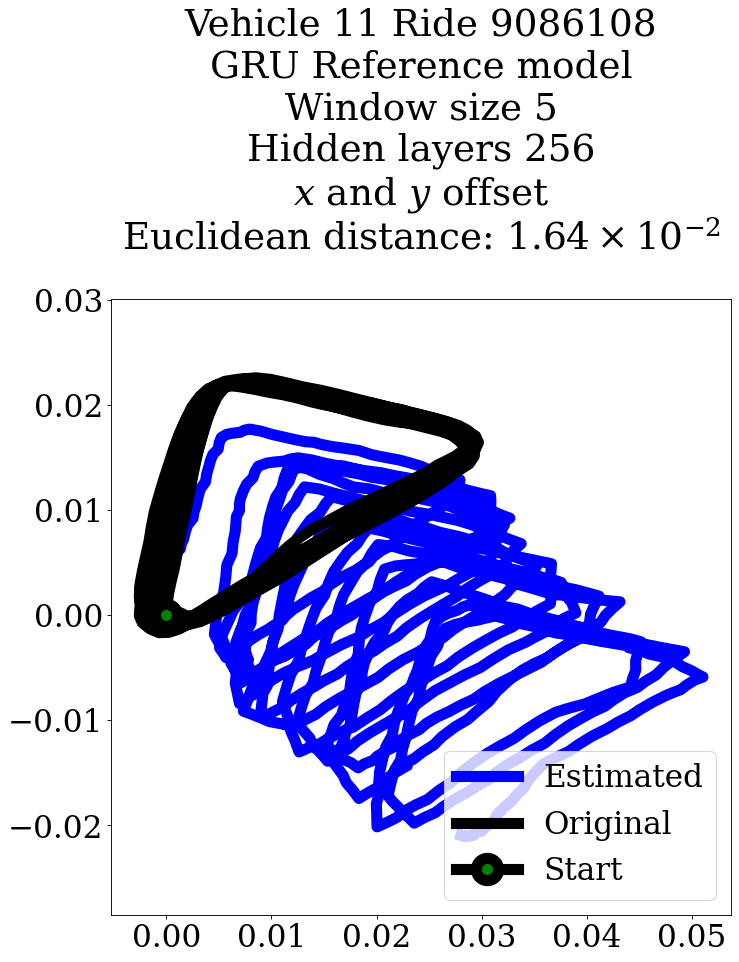 Vehicle 11 Ride 9086108
GRU Reference model
Window size 5
Hidden layers 256
x and y offset
Euclidean distance: 1.64 × 10⁻²
0.03
0.02
0.01
0.00
−0.01
−0.02
Estimated
Original
Start
0.00 0.01 0.02 0.03 0.04 0.05